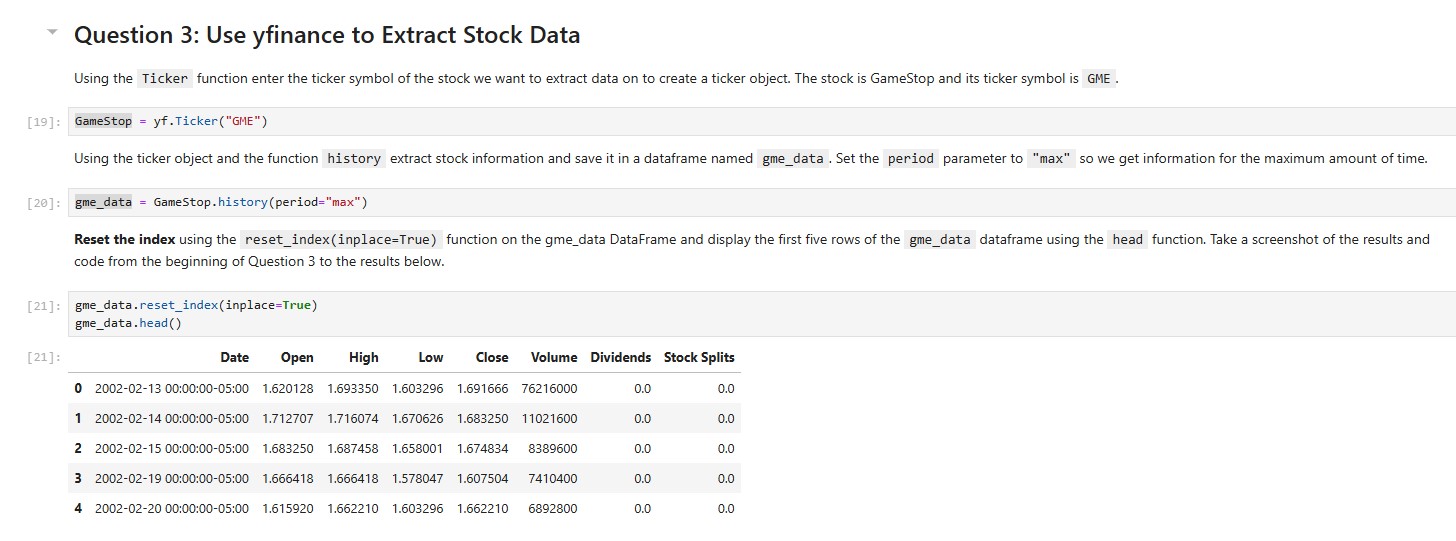 Question 3: Use yfinance to Extract Stock Data
Using the Ticker function enter the ticker symbol of the stock we want to extract data on to create a ticker object. The stock is GameStop and its ticker symbol is GME .
[19]: GameStop = yf.Ticker("GME")
Using the ticker object and the function history extract stock information and save it in a dataframe named gme_data . Set the period parameter to "max" so we get information for the maximum amount of time.
[20]: gme_data = GameStop.history(period="max")
Reset the index using the reset_index(inplace=True) function on the gme_data DataFrame and display the first five rows of the gme_data dataframe using the head function. Take a screenshot of the results and
code from the beginning of Question 3 to the results below.
[21]: gme_data.reset_index(inplace=True)
gme_data.head()
[21]: Date Open High Low Close Volume Dividends Stock Splits
0 2002-02-13 00:00:00-05:00 1.620128 1.693350 1.603296 1.691666 76216000 0.0 0.0
1 2002-02-14 00:00:00-05:00 1.712707 1.716074 1.670626 1.683250 11021600 0.0 0.0
2 2002-02-15 00:00:00-05:00 1.683250 1.687458 1.658001 1.674834 8389600 0.0 0.0
3 2002-02-19 00:00:00-05:00 1.666418 1.666418 1.578047 1.607504 7410400 0.0 0.0
4 2002-02-20 00:00:00-05:00 1.615920 1.662210 1.603296 1.662210 6892800 0.0 0.0